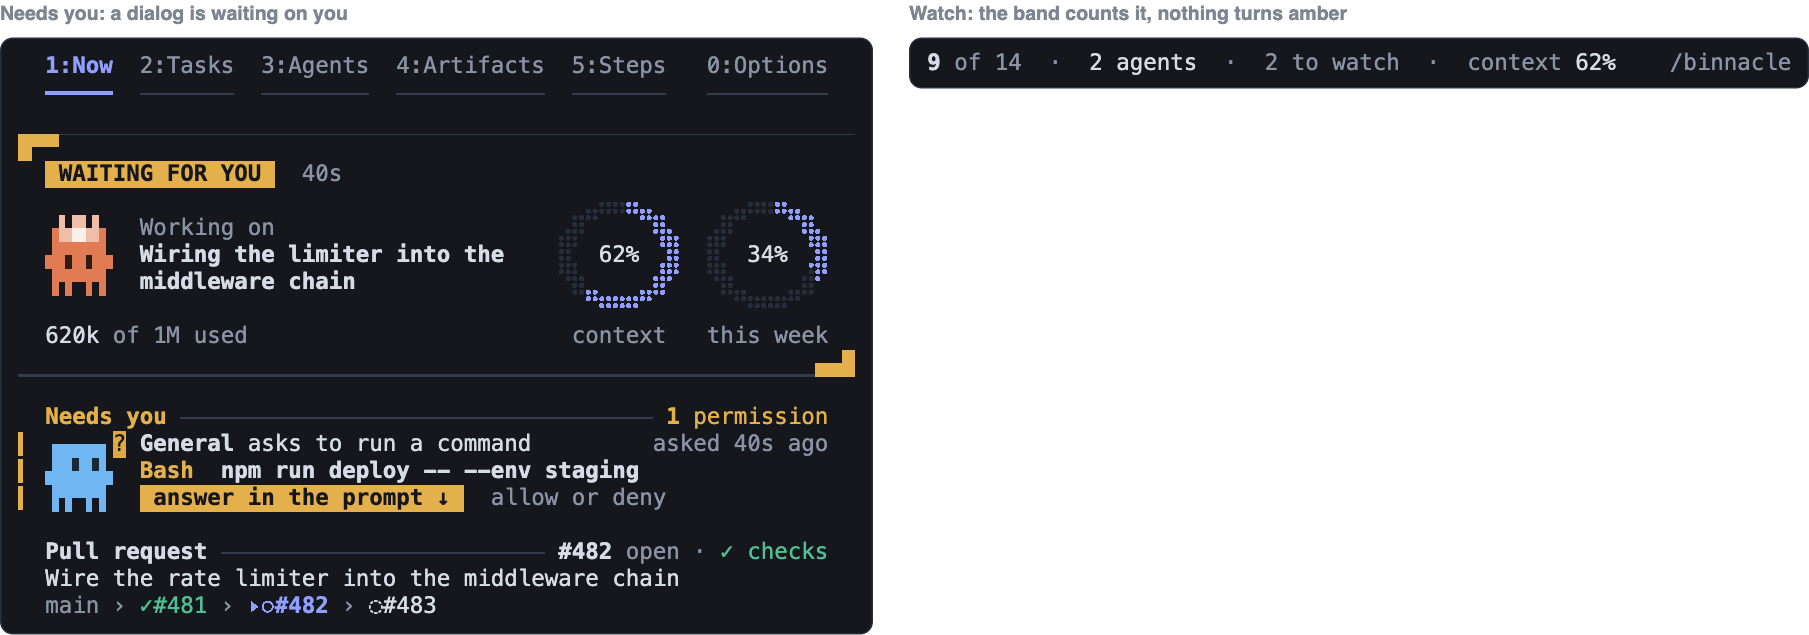 Needs you: a dialog is waiting on you
1:Now 2:Tasks 3:Agents 4:Artifacts 5:Steps 0:Options
WAITING FOR YOU 40s
Working on
Wiring the limiter into the
middleware chain
62% 34%
620k of 1M used context this week
Needs you 1 permission
? General asks to run a command asked 40s ago
Bash npm run deploy -- --env staging
answer in the prompt ↓ allow or deny
Pull request #482 open · ✓ checks
Wire the rate limiter into the middleware chain
main › ✓#481 › ▸○#482 › ◌#483
Watch: the band counts it, nothing turns amber
9 of 14 · 2 agents · 2 to watch · context 62% /binnacle